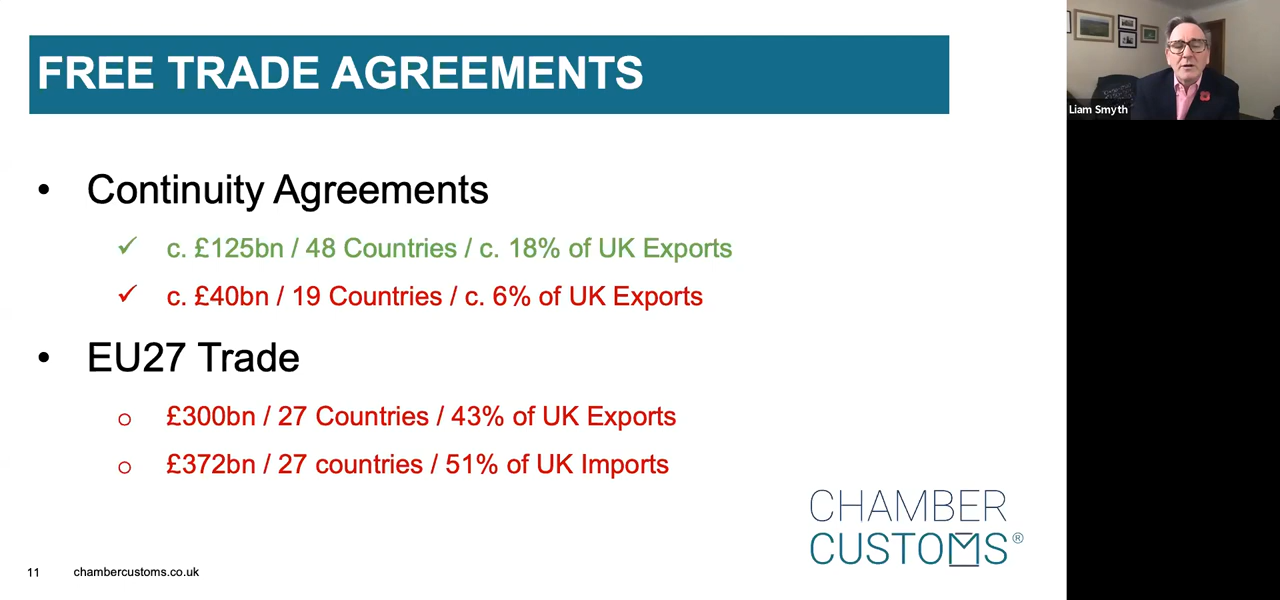 FREE TRADE AGREEMENTS
Liam Smyth
• Continuity Agreements
✓ c. £125bn / 48 Countries / c. 18% of UK Exports
✓ c. £40bn / 19 Countries / c. 6% of UK Exports
• EU27 Trade
o £300bn / 27 Countries / 43% of UK Exports
o £372bn / 27 countries / 51% of UK Imports
CHAMBER
CUSTOMS®
11 chambercustoms.co.uk